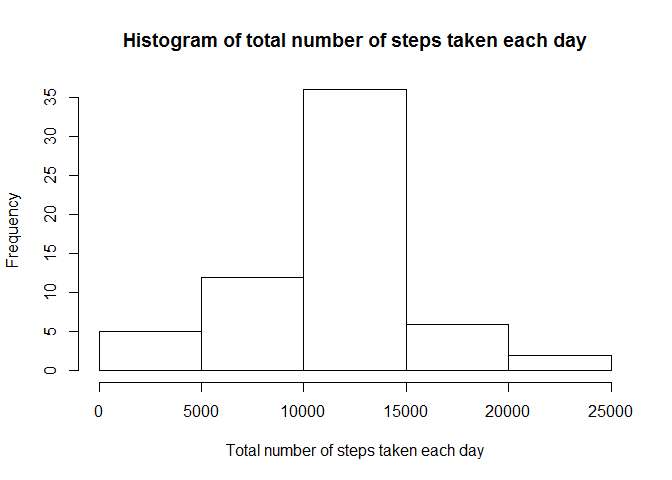 Histogram of total number of steps taken each day
35
30
25
20
15
10
5
0
Frequency
0 5000 10000 15000 20000 25000
Total number of steps taken each day